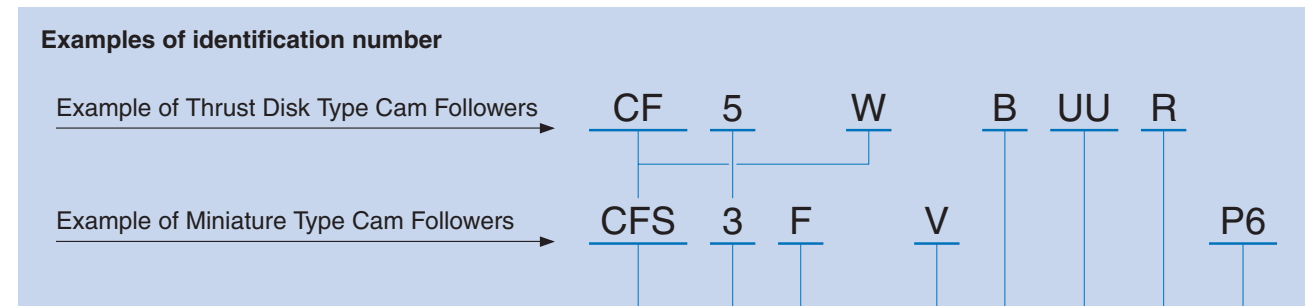 Examples of identification number
Example of Thrust Disk Type Cam Followers CF 5 W B UU R
Example of Miniature Type Cam Followers CFS 3 F V P6